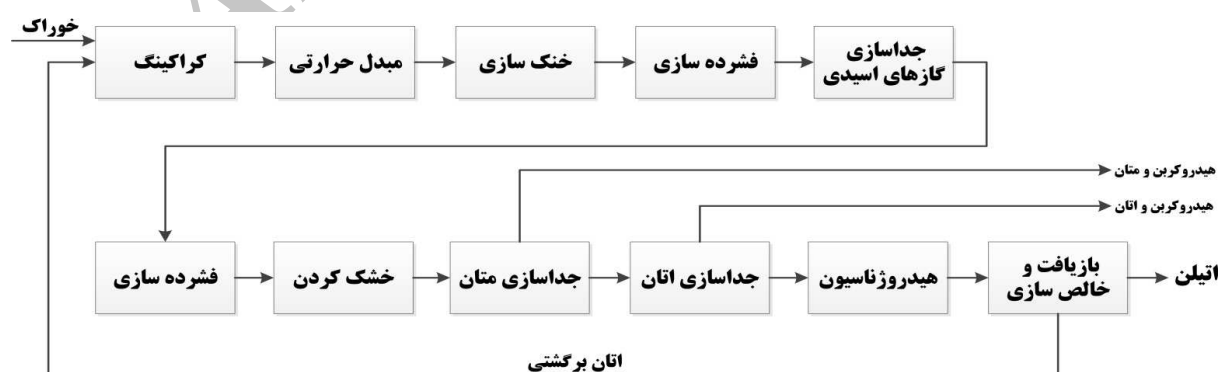 خوراک
کراکینگ
مبدل حرارتی
خنک سازی
فشرده سازی
جداسازی
گازهای اسیدی
هیدروکربن و متان
هیدروکربن و اتان
فشرده سازی
خشک کردن
جداسازی متان
جداسازی اتان
هیدروژناسیون
بازیافت و
خالص سازی
اتیلن
اتان برگشتی